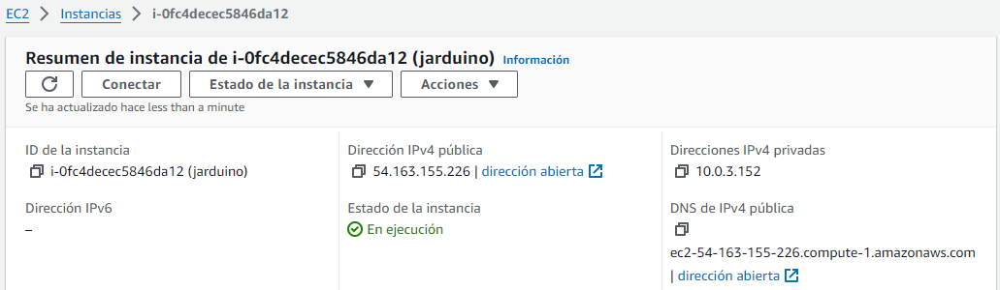 EC2 > Instancias > i-0fc4decec5846da12
Resumen de instancia de i-0fc4decec5846da12 (jarduino) Información
Conectar Estado de la instancia Acciones
Se ha actualizado hace less than a minute
ID de la instancia
i-0fc4decec5846da12 (jarduino)
Dirección IPv4 pública
54.163.155.226 | dirección abierta
Direcciones IPv4 privadas
10.0.3.152
Dirección IPv6
–
Estado de la instancia
En ejecución
DNS de IPv4 pública
ec2-54-163-155-226.compute-1.amazonaws.com
| dirección abierta